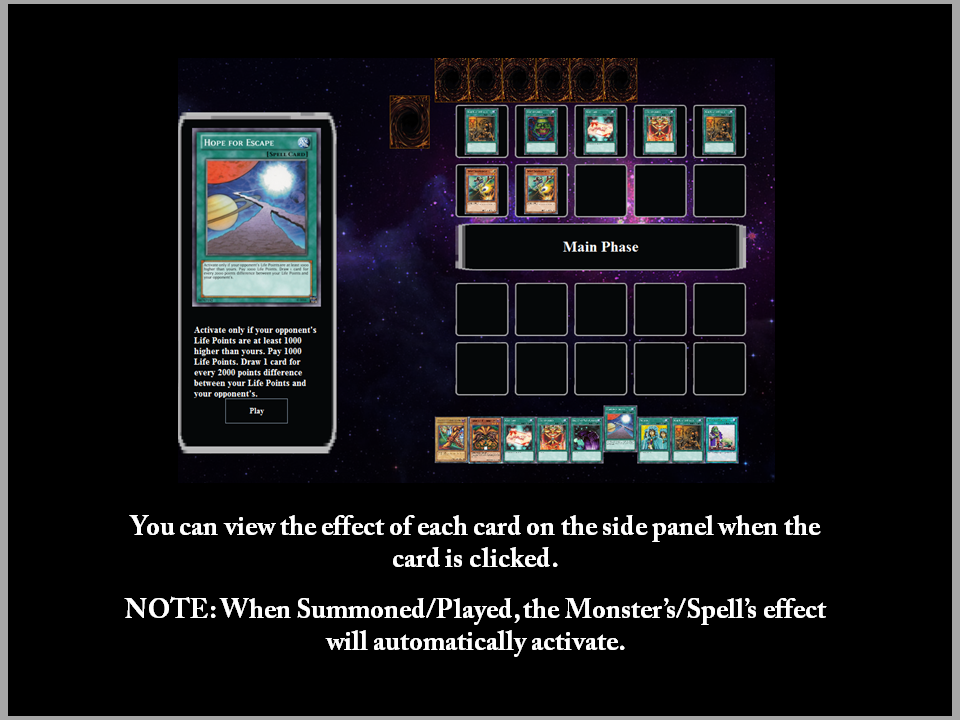 HOPE FOR ESCAPE
[SPELL CARD]
Activate only if your opponent's
Life Points are at least 1000
higher than yours. Pay 1000
Life Points. Draw 1 card for
every 2000 points difference
between your Life Points and
your opponent's.
Play
Main Phase
You can view the effect of each card on the side panel when the
card is clicked.
NOTE: When Summoned/Played, the Monster’s/Spell’s effect
will automatically activate.